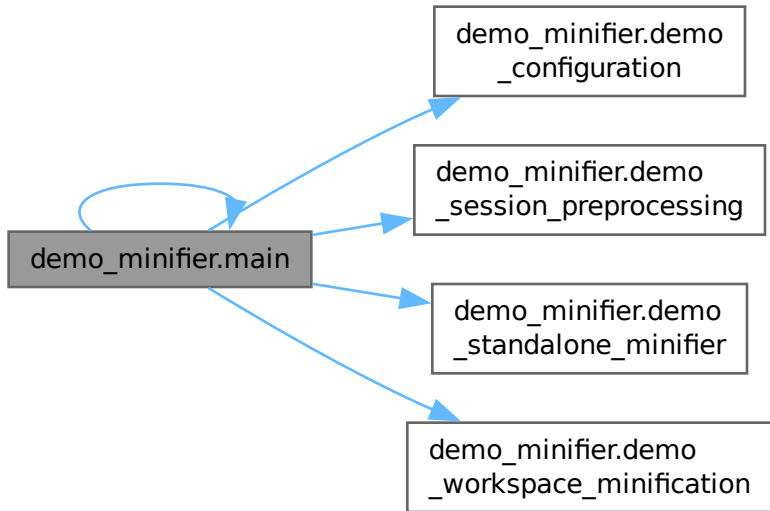 demo_minifier.demo
_configuration
demo_minifier.demo
_session_preprocessing
demo_minifier.main
demo_minifier.demo
_standalone_minifier
demo_minifier.demo
_workspace_minification